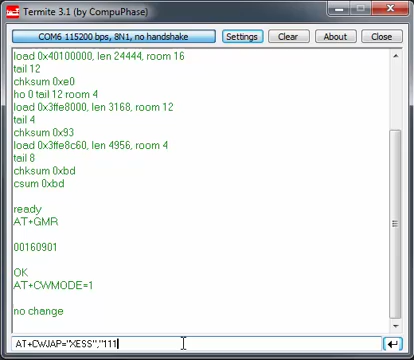 Termite 3.1 (by CompuPhase)
COM6 115200 bps, 8N1, no handshake
Settings
Clear
About
Close
load 0x40100000, len 24444, room 16
tail 12
chksum 0xe0
ho 0 tail 12 room 4
load 0x3ffe8000, len 3168, room 12
tail 4
chksum 0x93
load 0x3ffe8c60, len 4956, room 4
tail 8
chksum 0xbd
csum 0xbd
ready
AT+GMR
00160901
OK
AT+CWMODE=1
no change
AT+CWJAP="XESS","111